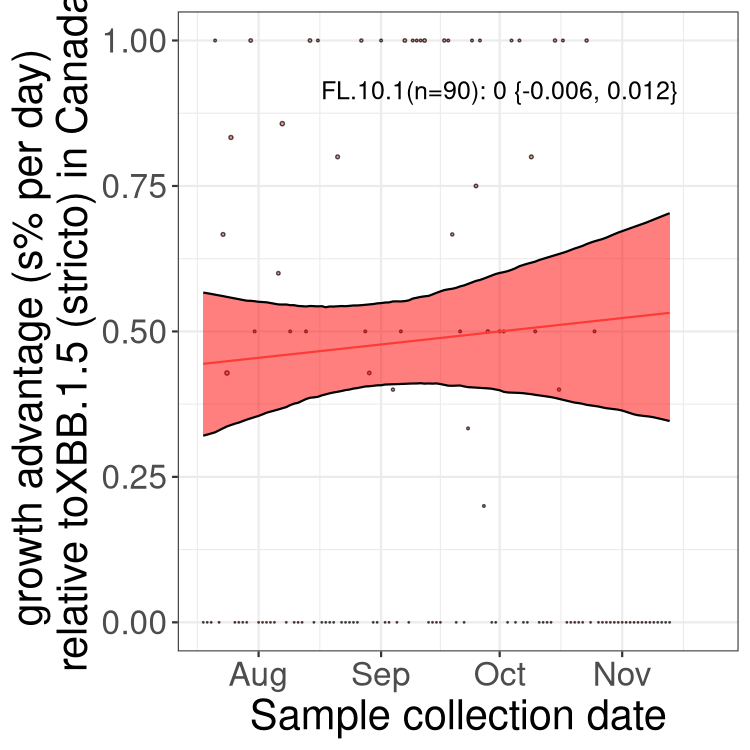 growth advantage (s% per day)
relative toXBB.1.5 (stricto) in Canada
1.00
0.75
0.50
0.25
0.00
FL.10.1(n=90): 0 {-0.006, 0.012}
Aug Sep Oct Nov
Sample collection date